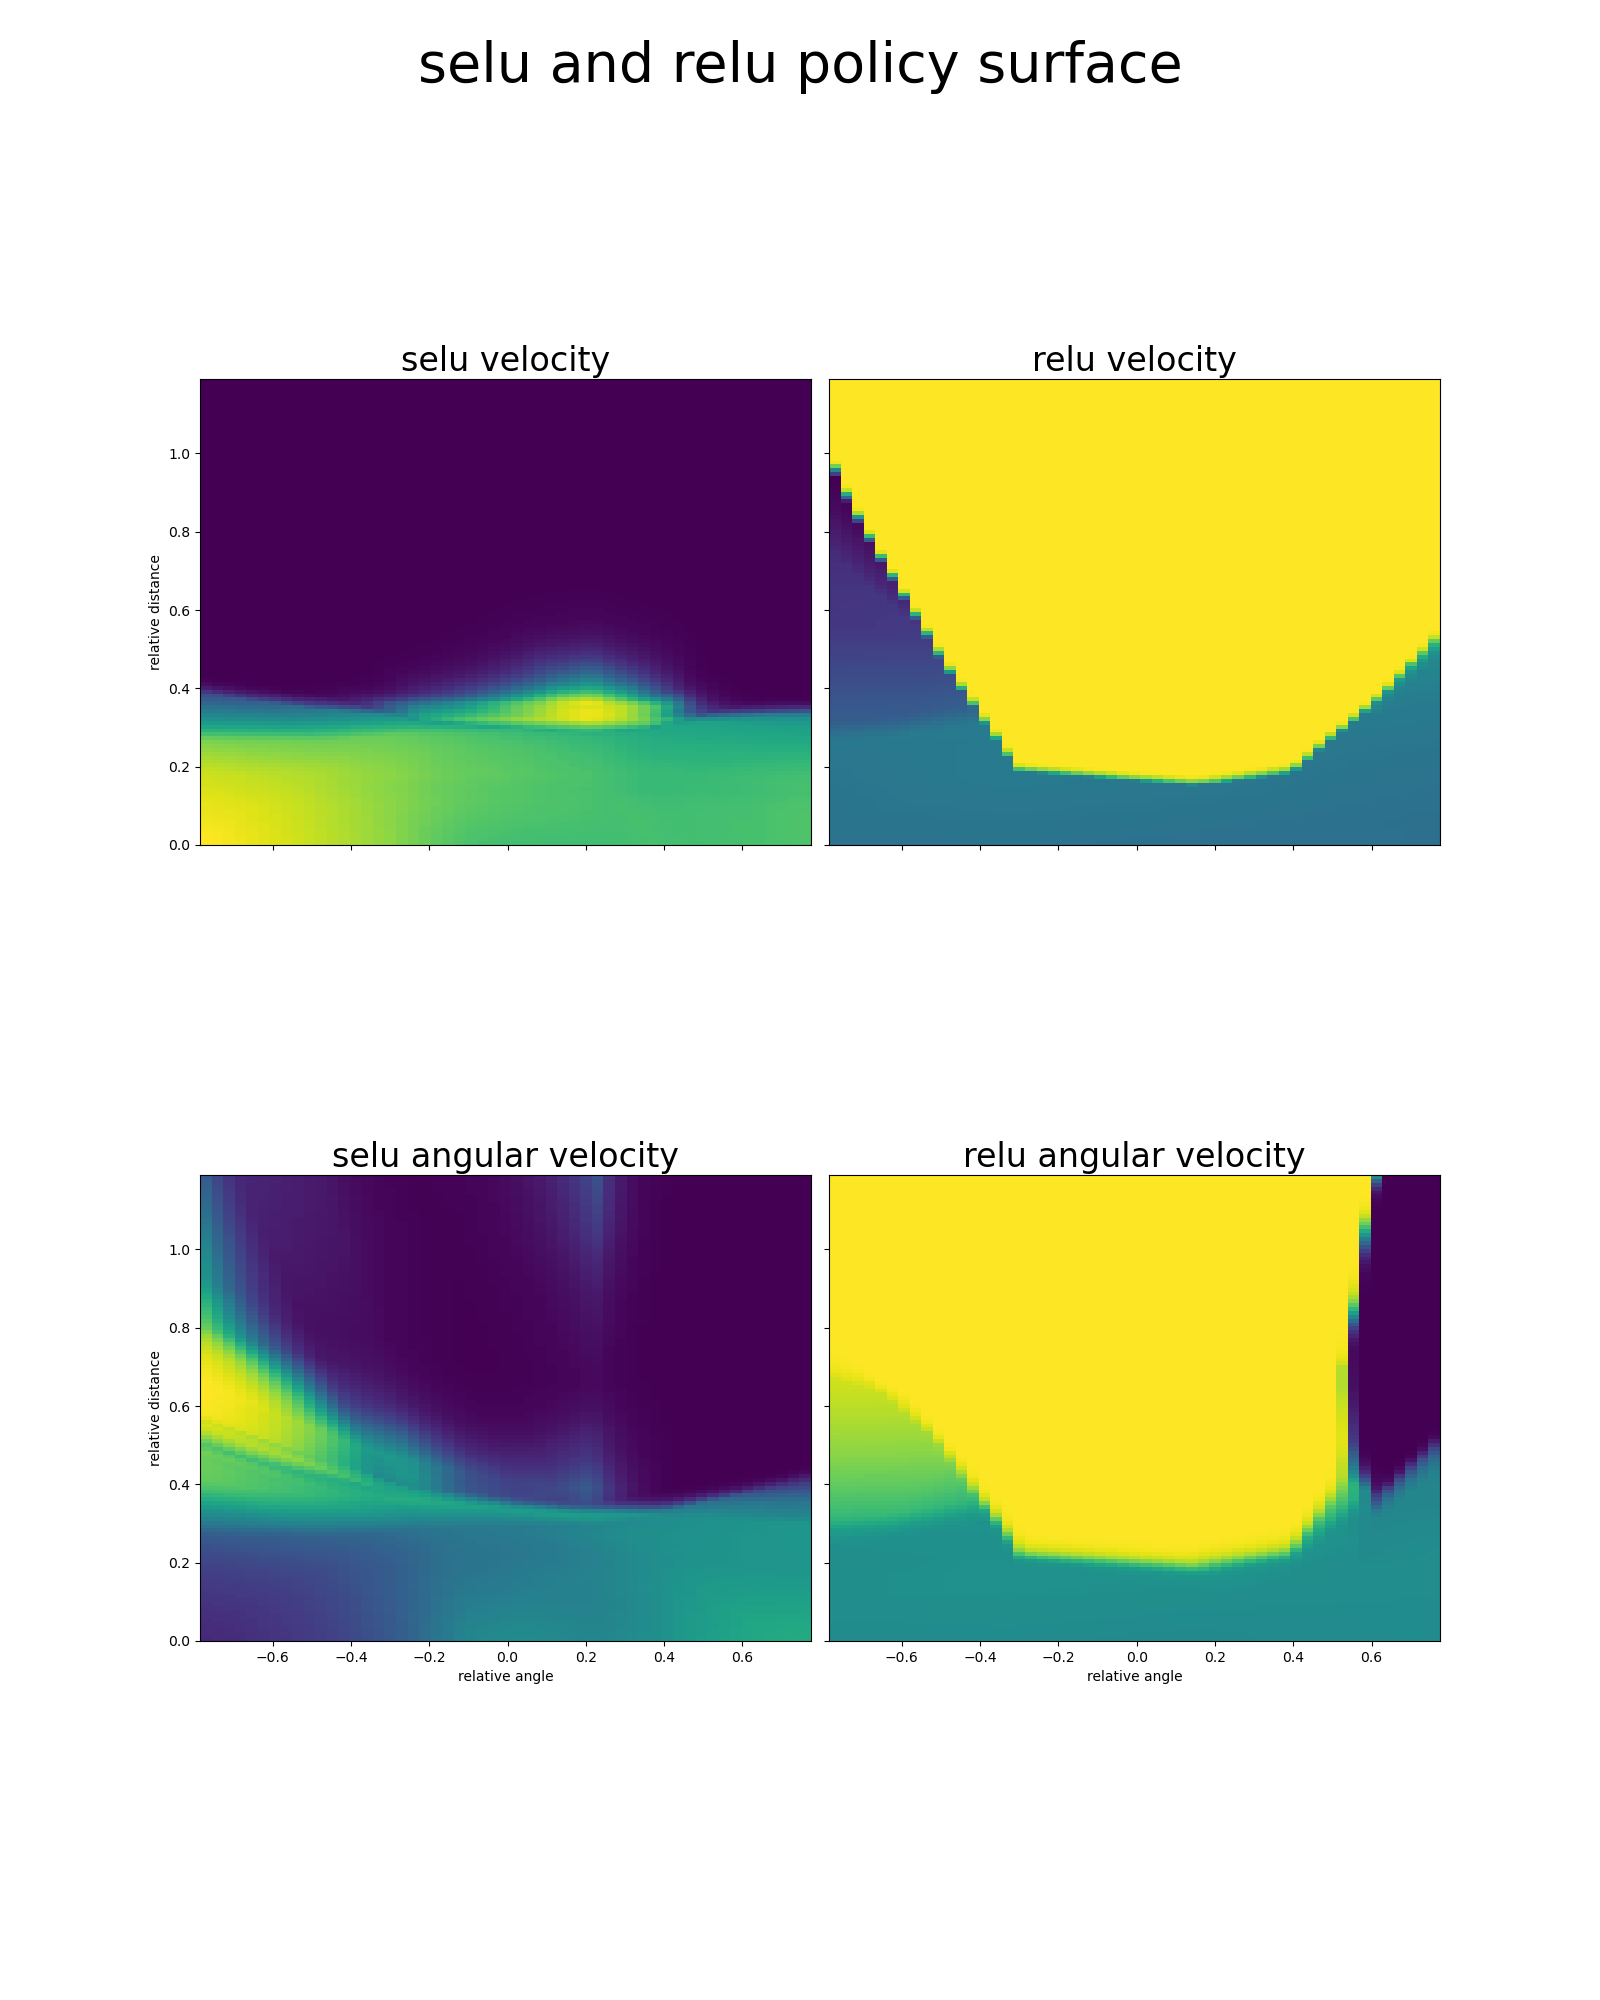 selu and relu policy surface
selu velocity
relu velocity
1.0
0.8
0.6
0.4
0.2
0.0
relative distance
selu angular velocity
relu angular velocity
1.0
0.8
0.6
0.4
0.2
0.0
relative distance
−0.6 −0.4 −0.2 0.0 0.2 0.4 0.6
relative angle
−0.6 −0.4 −0.2 0.0 0.2 0.4 0.6
relative angle